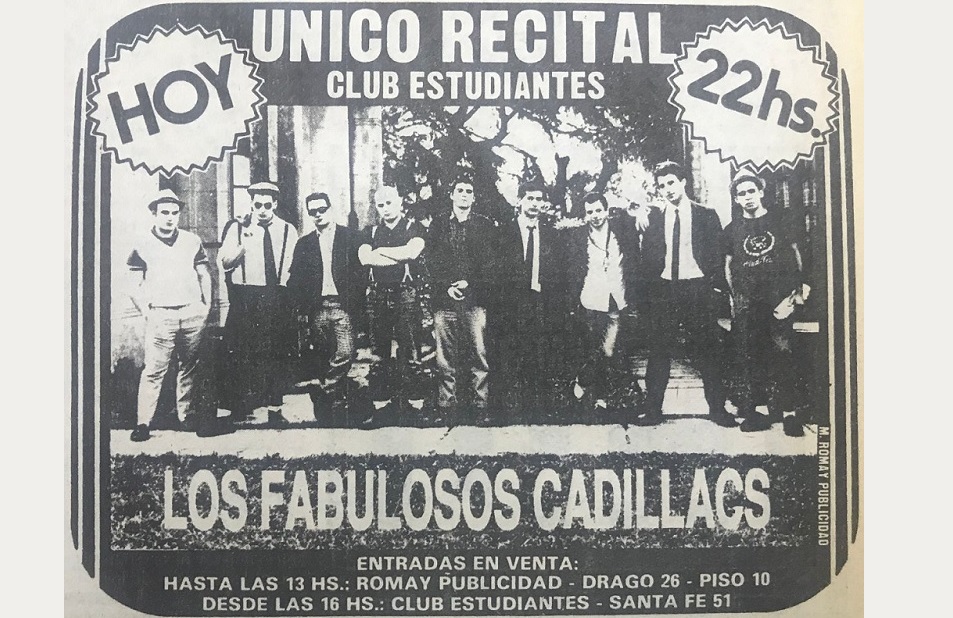 HOY
UNICO RECITAL
CLUB ESTUDIANTES
22hs.
LOS FABULOSOS CADILLACS
M. ROMAY PUBLICIDAD
ENTRADAS EN VENTA:
HASTA LAS 13 HS.: ROMAY PUBLICIDAD - DRAGO 26 - PISO 10
DESDE LAS 16 HS.: CLUB ESTUDIANTES - SANTA FE 51